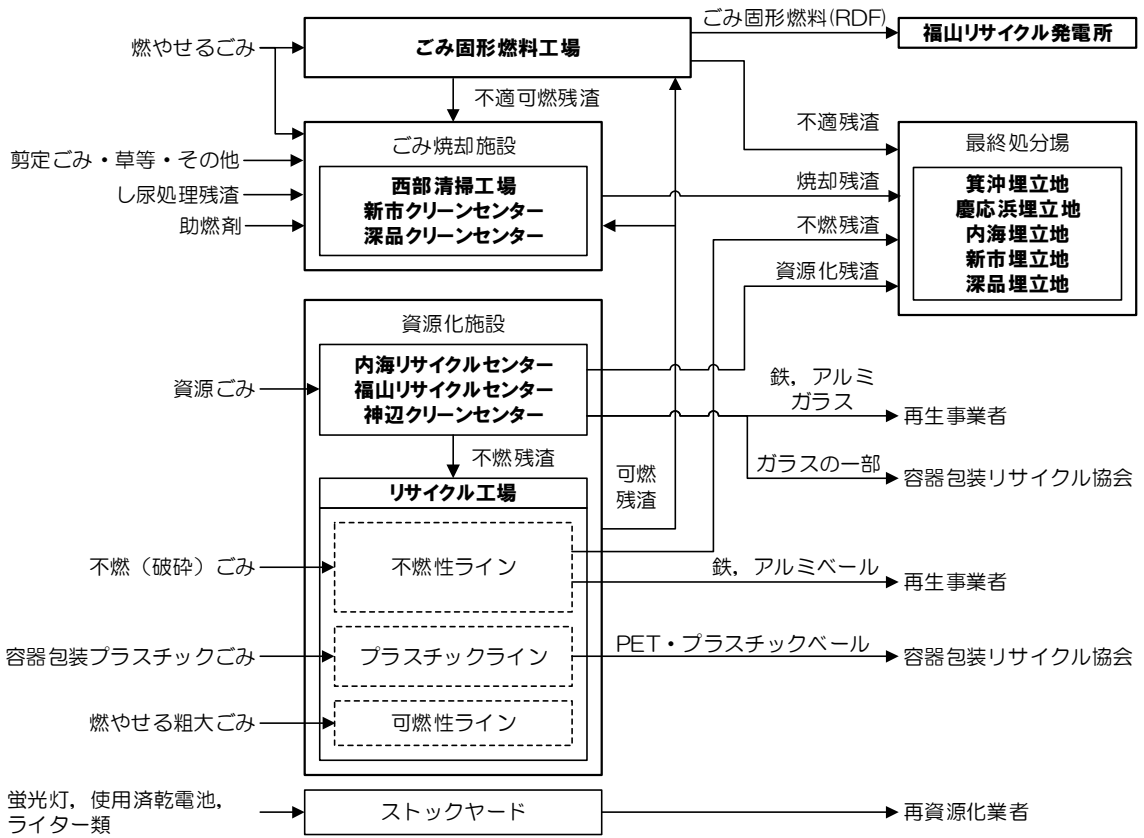 ごみ固形燃料(RDF)
燃やせるごみ
ごみ固形燃料工場
福山リサイクル発電所
不適可燃残渣
不適残渣
ごみ焼却施設
最終処分場
剪定ごみ・草等・その他
し尿処理残渣
助燃剤
西部清掃工場
新市クリーンセンター
深品クリーンセンター
焼却残渣
不燃残渣
資源化残渣
箕沖埋立地
慶応浜埋立地
内海埋立地
新市埋立地
深品埋立地
資源化施設
資源ごみ
内海リサイクルセンター
福山リサイクルセンター
神辺クリーンセンター
鉄，アルミ
ガラス
再生事業者
不燃残渣
可燃
残渣
ガラスの一部
容器包装リサイクル協会
リサイクル工場
不燃（破砕）ごみ
不燃性ライン
鉄，アルミベール
再生事業者
容器包装プラスチックごみ
プラスチックライン
PET・プラスチックベール
容器包装リサイクル協会
燃やせる粗大ごみ
可燃性ライン
蛍光灯，使用済乾電池，
ライター類
ストックヤード
再資源化業者